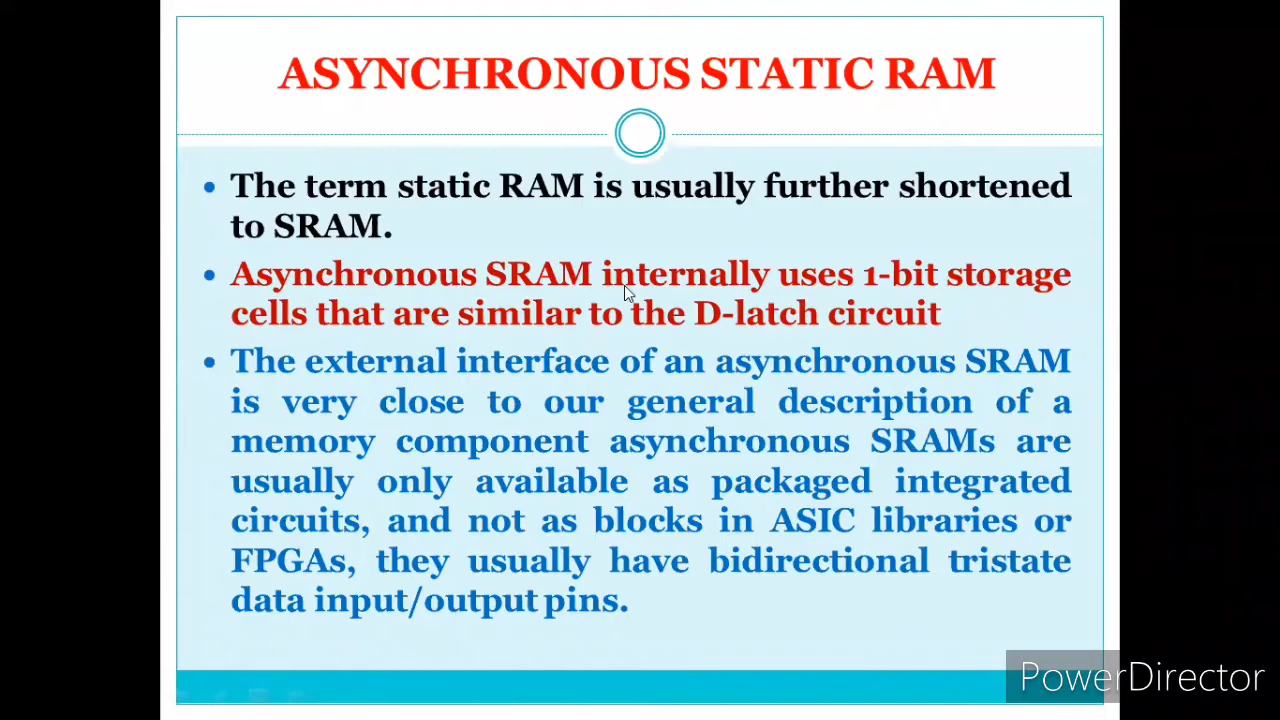 ASYNCHRONOUS STATIC RAM
• The term static RAM is usually further shortened
to SRAM.
• Asynchronous SRAM internally uses 1-bit storage
cells that are similar to the D-latch circuit
• The external interface of an asynchronous SRAM
is very close to our general description of a
memory component asynchronous SRAMs are
usually only available as packaged integrated
circuits, and not as blocks in ASIC libraries or
FPGAs, they usually have bidirectional tristate
data input/output pins.
PowerDirector